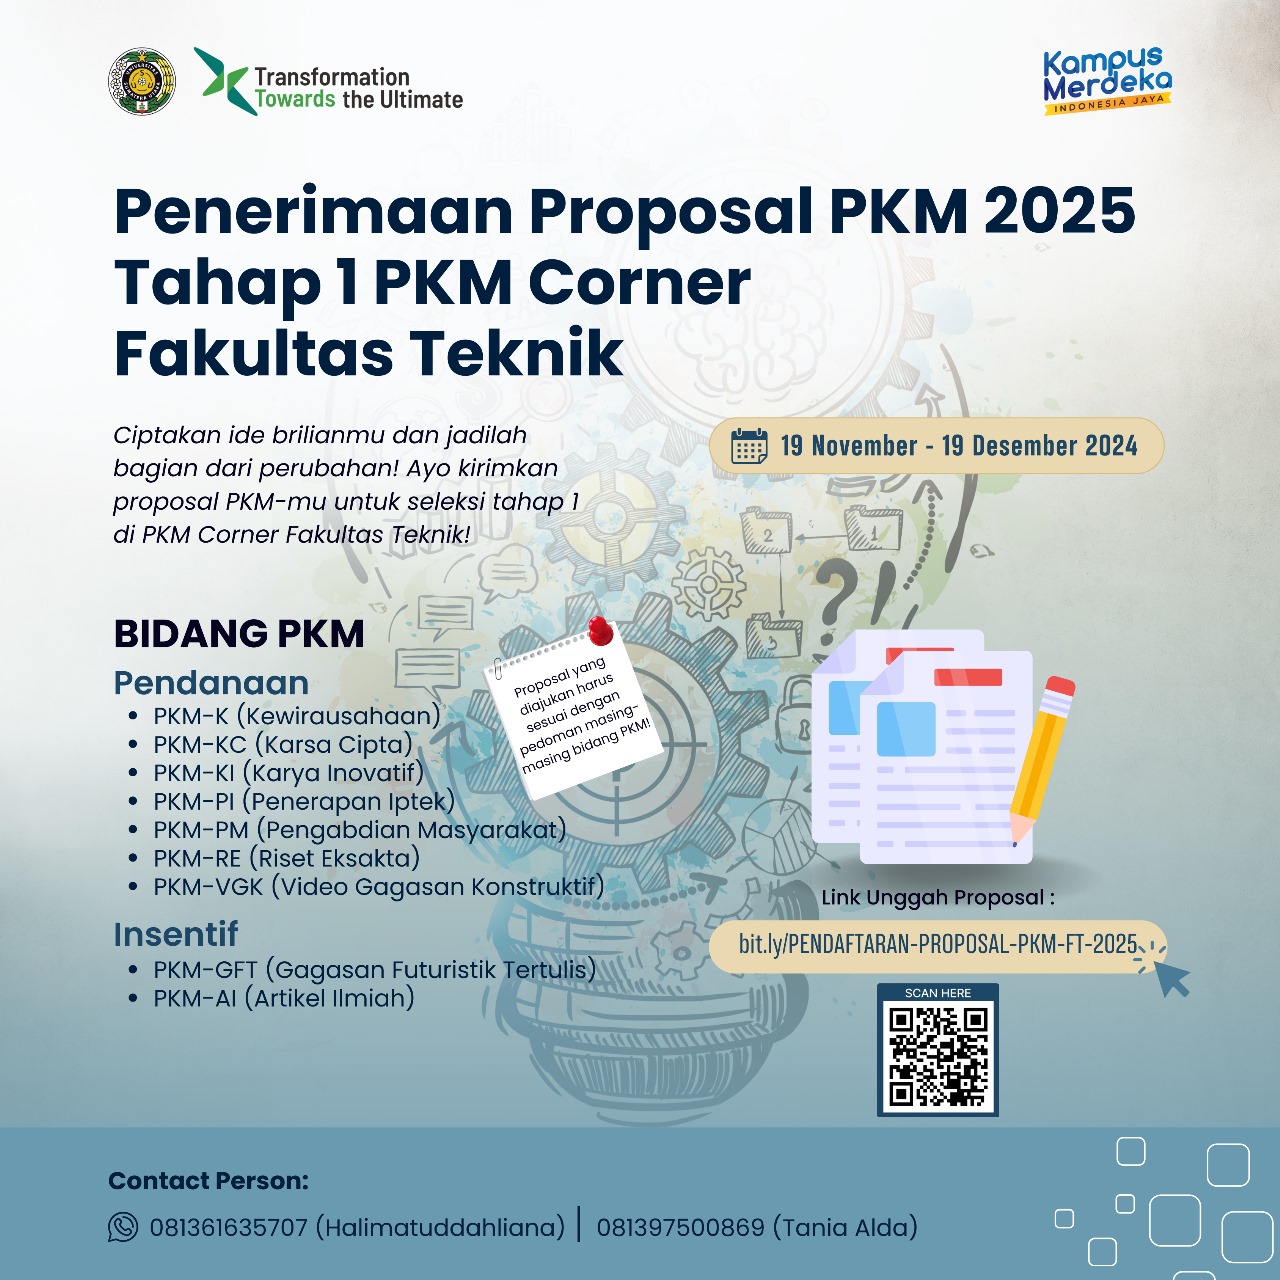 Transformation
Towards the Ultimate
Kampus
Merdeka
INDONESIA JAYA
Penerimaan Proposal PKM 2025
Tahap 1 PKM Corner
Fakultas Teknik
Ciptakan ide brilianmu dan jadilah
bagian dari perubahan! Ayo kirimkan
proposal PKM-mu untuk seleksi tahap 1
di PKM Corner Fakultas Teknik!
19 November - 19 Desember 2024
2
1
BIDANG PKM
Pendanaan
• PKM-K (Kewirausahaan)
• PKM-KC (Karsa Cipta)
• PKM-KI (Karya Inovatif)
• PKM-PI (Penerapan Iptek)
• PKM-PM (Pengabdian Masyarakat)
• PKM-RE (Riset Eksakta)
• PKM-VGK (Video Gagasan Konstruktif)
Insentif
• PKM-GFT (Gagasan Futuristik Tertulis)
• PKM-AI (Artikel Ilmiah)
Proposal yang
diajukan harus
sesuai dengan
pedoman masing-
masing bidang PKM!
Link Unggah Proposal :
bit.ly/PENDAFTARAN-PROPOSAL-PKM-FT-2025
SCAN HERE
Contact Person:
081361635707 (Halimatuddahliana) | 081397500869 (Tania Alda)